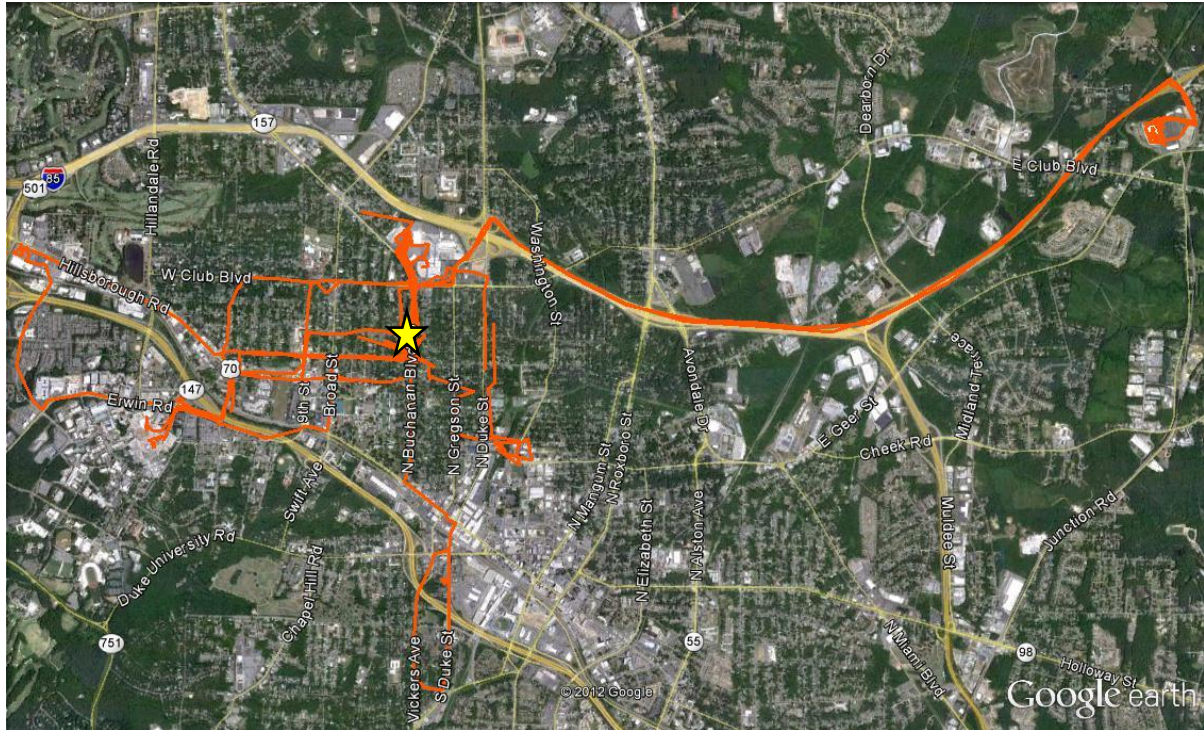 157
Dearborn Dr
85
501
Hillandale Rd
E Club Blvd
Washington St
W Club Blvd
Hillsborough Rd
70
147
9th St
Broad St
N Buchanan Blv
N Gregson St
N Duke St
Erwin Rd
Avondale Dr
Midland Terrace
E Geer St
Cheek Rd
N Mangum St
N Roxboro St
Swift Ave
Duke University Rd
Chapel Hill Rd
N Elizabeth St
N Alston Ave
Muldee St
Junction Rd
751
Vickers Ave
S Duke St
55
N Miami Blvd
98
Holloway St
© 2012 Google
Google earth